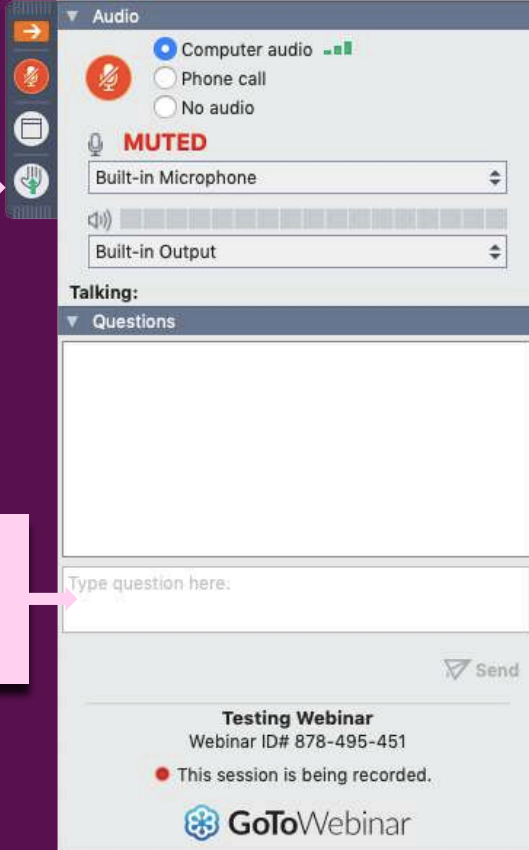 Audio
Computer audio
Phone call
No audio
MUTED
Built-in Microphone
Built-in Output
Talking:
Questions
Type question here.
Send
Testing Webinar
Webinar ID# 878-495-451
This session is being recorded.
GoToWebinar